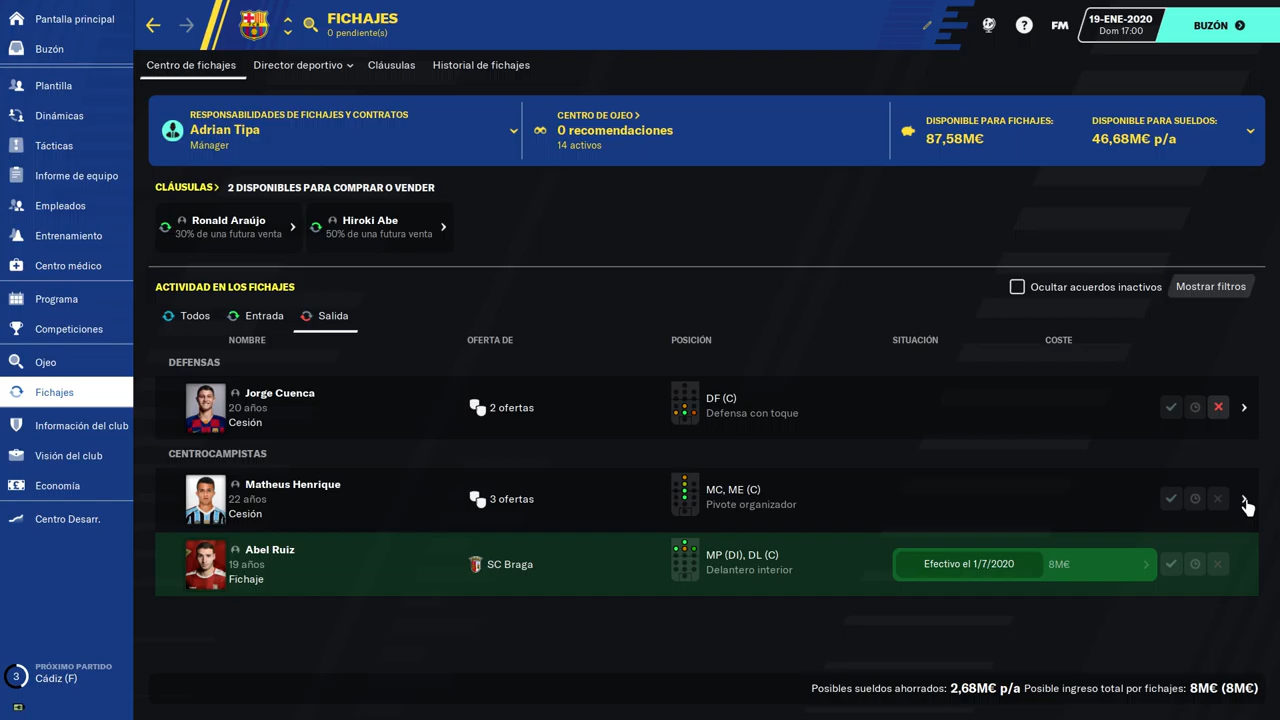 Pantalla principal
Buzón
Plantilla
Dinámicas
Tácticas
Informe de equipo
Empleados
Entrenamiento
Centro médico
Programa
Competiciones
Ojeo
Fichajes
Información del club
Visión del club
Economía
Centro Desarr.
PRÓXIMO PARTIDO
3 Cádiz (F)
FICHAJES
0 pendiente(s)
? FM
19-ENE-2020
Dom 17:00
BUZÓN
Centro de fichajes Director deportivo Cláusulas Historial de fichajes
RESPONSABILIDADES DE FICHAJES Y CONTRATOS
Adrian Tipa
Mánager
CENTRO DE OJEO >
0 recomendaciones
14 activos
DISPONIBLE PARA FICHAJES:
87,58M€
DISPONIBLE PARA SUELDOS:
46,68M€ p/a
CLÁUSULAS > 2 DISPONIBLES PARA COMPRAR O VENDER
Ronald Araújo
30% de una futura venta
Hiroki Abe
50% de una futura venta
ACTIVIDAD EN LOS FICHAJES
Ocultar acuerdos inactivos Mostrar filtros
Todos Entrada Salida
NOMBRE OFERTA DE POSICIÓN SITUACIÓN COSTE
DEFENSAS
Jorge Cuenca
20 años
Cesión
2 ofertas
DF (C)
Defensa con toque
CENTROCAMPISTAS
Matheus Henrique
22 años
Cesión
3 ofertas
MC, ME (C)
Pivote organizador
Abel Ruiz
19 años
Fichaje
SC Braga
MP (DI), DL (C)
Delantero interior
Efectivo el 1/7/2020 8M€
Posibles sueldos ahorrados: 2,68M€ p/a Posible ingreso total por fichajes: 8M€ (8M€)